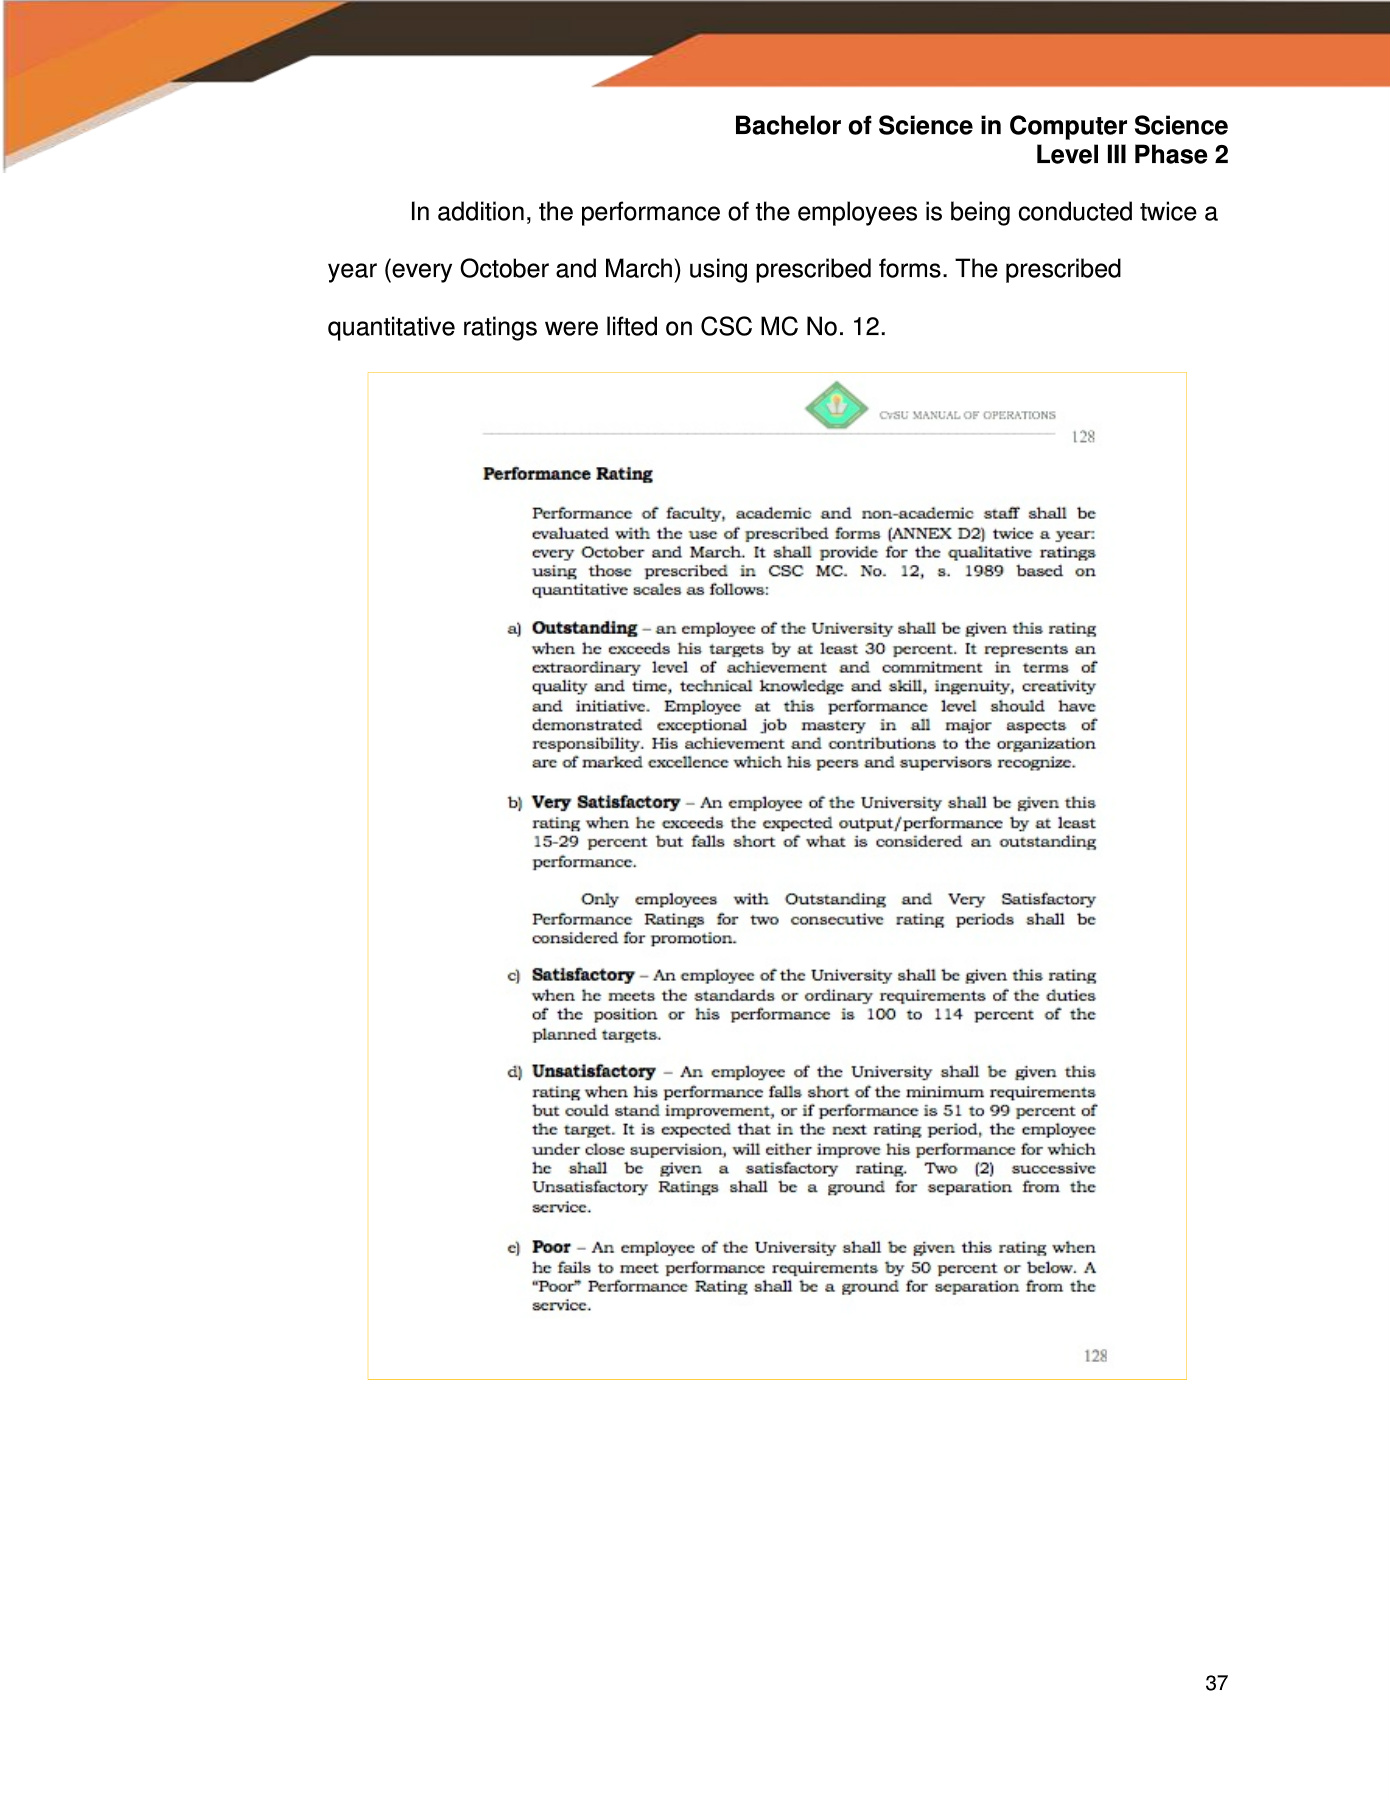 Bachelor of Science in Computer Science
Level III Phase 2
In addition, the performance of the employees is being conducted twice a
year (every October and March) using prescribed forms. The prescribed
quantitative ratings were lifted on CSC MC No. 12.
CvSU MANUAL OF OPERATIONS
128
Performance Rating
Performance of faculty, academic and non-academic staff shall be
evaluated with the use of prescribed forms (ANNEX D2) twice a year:
every October and March. It shall provide for the qualitative ratings
using those prescribed in CSC MC. No. 12, s. 1989 based on
quantitative scales as follows:
a) Outstanding – an employee of the University shall be given this rating
when he exceeds his targets by at least 30 percent. It represents an
extraordinary level of achievement and commitment in terms of
quality and time, technical knowledge and skill, ingenuity, creativity
and initiative. Employee at this performance level should have
demonstrated exceptional job mastery in all major aspects of
responsibility. His achievement and contributions to the organization
are of marked excellence which his peers and supervisors recognize.
b) Very Satisfactory – An employee of the University shall be given this
rating when he exceeds the expected output/performance by at least
15-29 percent but falls short of what is considered an outstanding
performance.
Only employees with Outstanding and Very Satisfactory
Performance Ratings for two consecutive rating periods shall be
considered for promotion.
c) Satisfactory – An employee of the University shall be given this rating
when he meets the standards or ordinary requirements of the duties
of the position or his performance is 100 to 114 percent of the
planned targets.
d) Unsatisfactory – An employee of the University shall be given this
rating when his performance falls short of the minimum requirements
but could stand improvement, or if performance is 51 to 99 percent of
the target. It is expected that in the next rating period, the employee
under close supervision, will either improve his performance for which
he shall be given a satisfactory rating. Two (2) successive
Unsatisfactory Ratings shall be a ground for separation from the
service.
e) Poor – An employee of the University shall be given this rating when
he fails to meet performance requirements by 50 percent or below. A
“Poor” Performance Rating shall be a ground for separation from the
service.
128
37